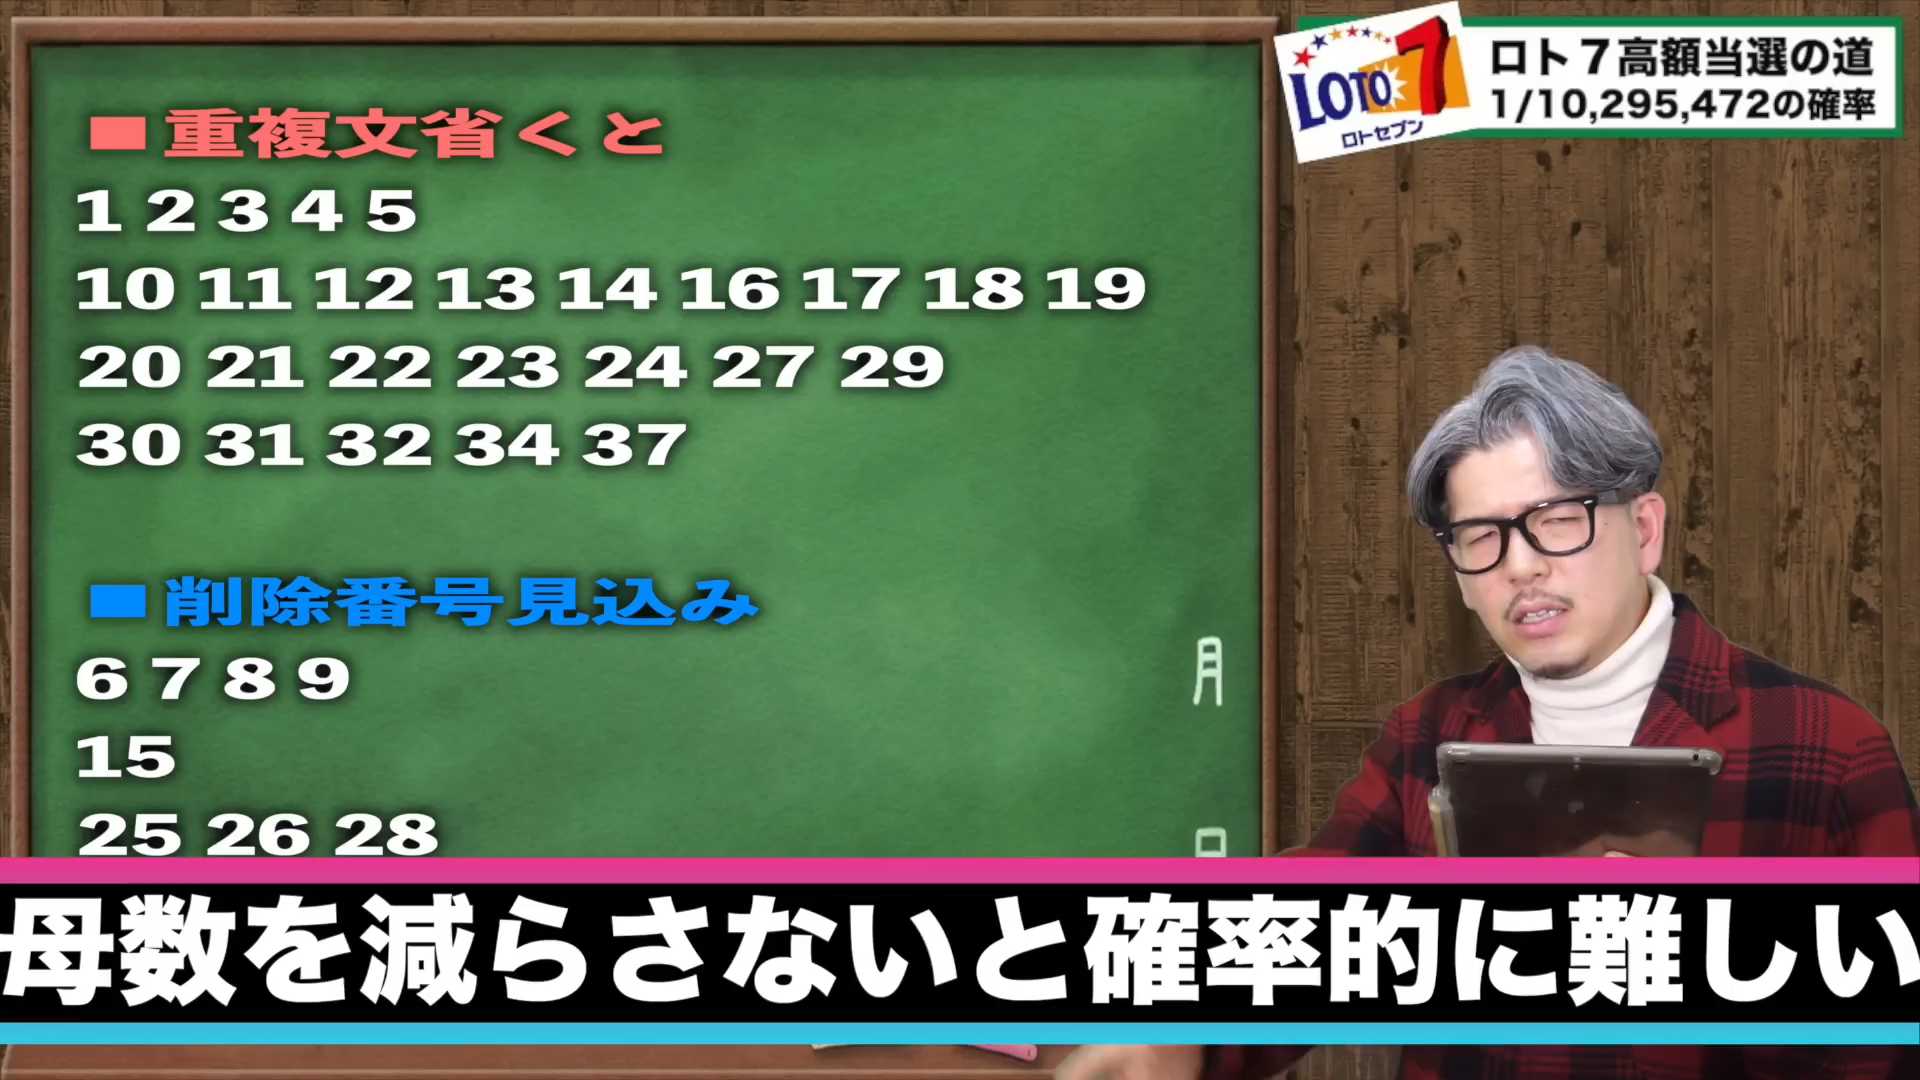 ■重複文省くと
1 2 3 4 5
10 11 12 13 14 16 17 18 19
20 21 22 23 24 27 29
30 31 32 34 37
■削除番号見込み
6 7 8 9
15
25 26 28
月
日
LOTO 7
ロトセブン
ロト7高額当選の道
1/10,295,472の確率
母数を減らさないと確率的に難しい